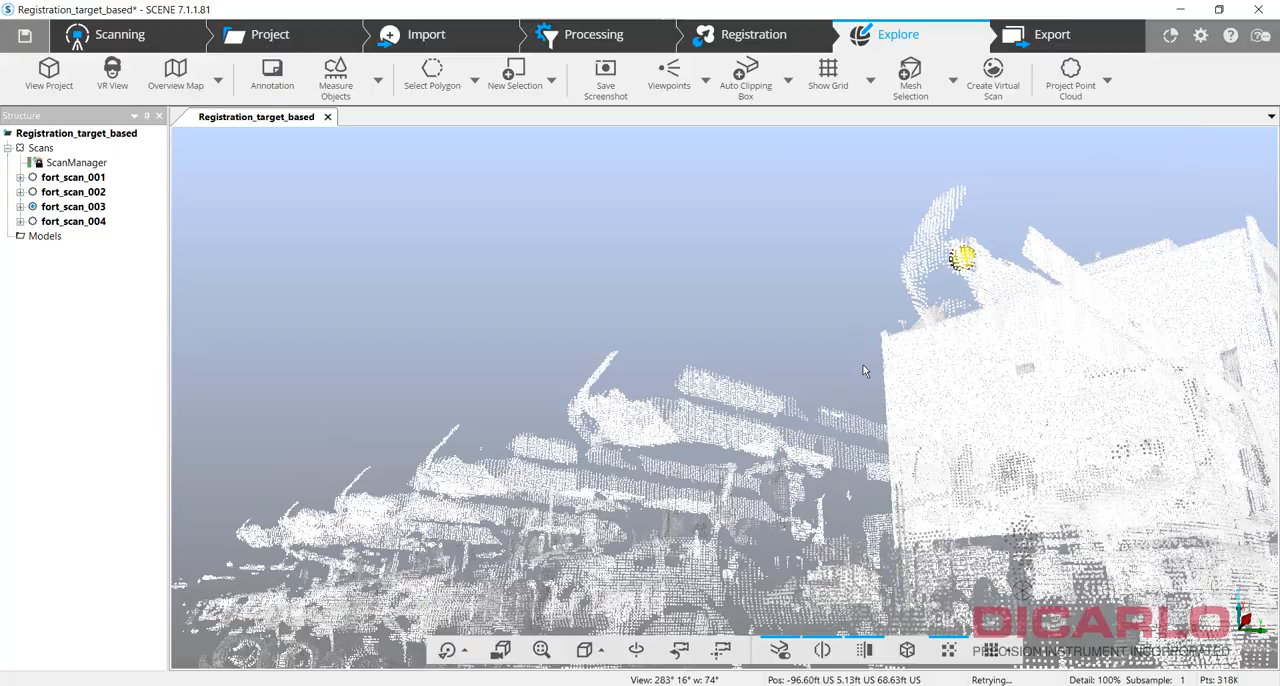 Registration_target_based* - SCENE 7.1.1.81
Scanning
Project
Import
Processing
Registration
Explore
Export
View Project
VR View
Overview Map
Annotation
Measure
Objects
Select Polygon
New Selection
Save
Screenshot
Viewpoints
Auto Clipping
Box
Show Grid
Mesh
Selection
Create Virtual
Scan
Project Point
Cloud
Structure
Registration_target_based
Registration_target_based
Scans
ScanManager
fort_scan_001
fort_scan_002
fort_scan_003
fort_scan_004
Models
DICARLO
PRECISION INSTRUMENT INCORPORATED
View: 283° 16° w: 74°
Pos: -96.60ft US 5.13ft US 68.63ft US
Retrying...
Detail: 100%
Subsample: 1
Pts: 318K